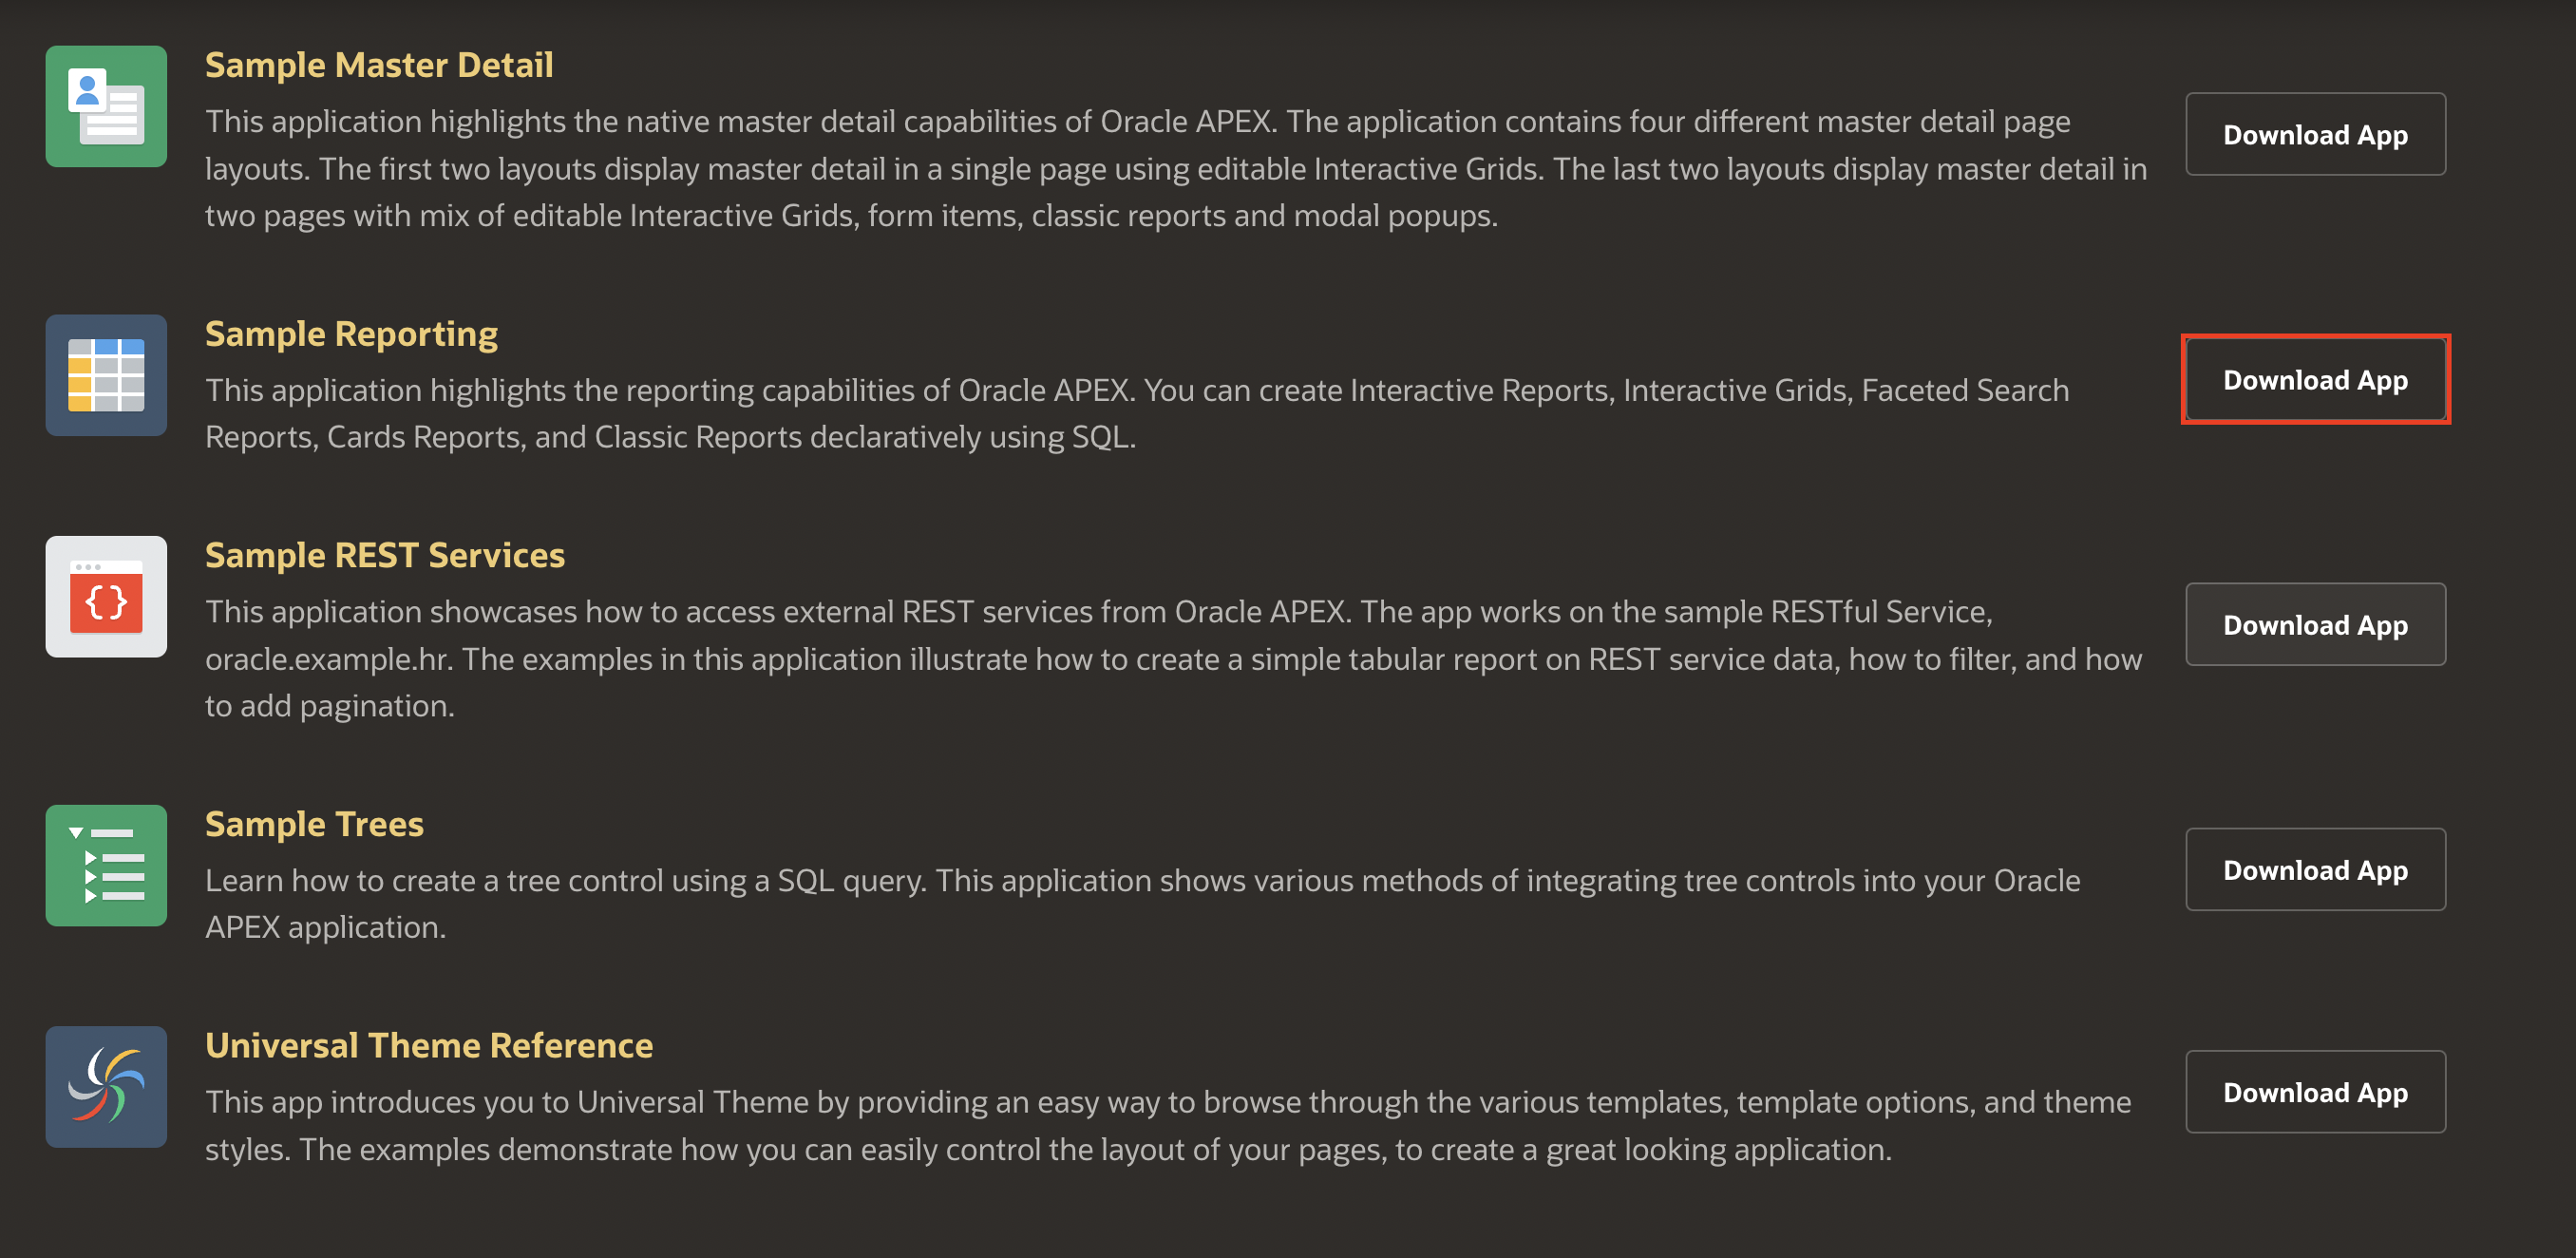 Sample Master Detail
This application highlights the native master detail capabilities of Oracle APEX. The application contains four different master detail page
layouts. The first two layouts display master detail in a single page using editable Interactive Grids. The last two layouts display master detail in
two pages with mix of editable Interactive Grids, form items, classic reports and modal popups.
Download App
Sample Reporting
This application highlights the reporting capabilities of Oracle APEX. You can create Interactive Reports, Interactive Grids, Faceted Search
Reports, Cards Reports, and Classic Reports declaratively using SQL.
Download App
{}
Sample REST Services
This application showcases how to access external REST services from Oracle APEX. The app works on the sample RESTful Service,
oracle.example.hr. The examples in this application illustrate how to create a simple tabular report on REST service data, how to filter, and how
to add pagination.
Download App
Sample Trees
Learn how to create a tree control using a SQL query. This application shows various methods of integrating tree controls into your Oracle
APEX application.
Download App
Universal Theme Reference
This app introduces you to Universal Theme by providing an easy way to browse through the various templates, template options, and theme
styles. The examples demonstrate how you can easily control the layout of your pages, to create a great looking application.
Download App